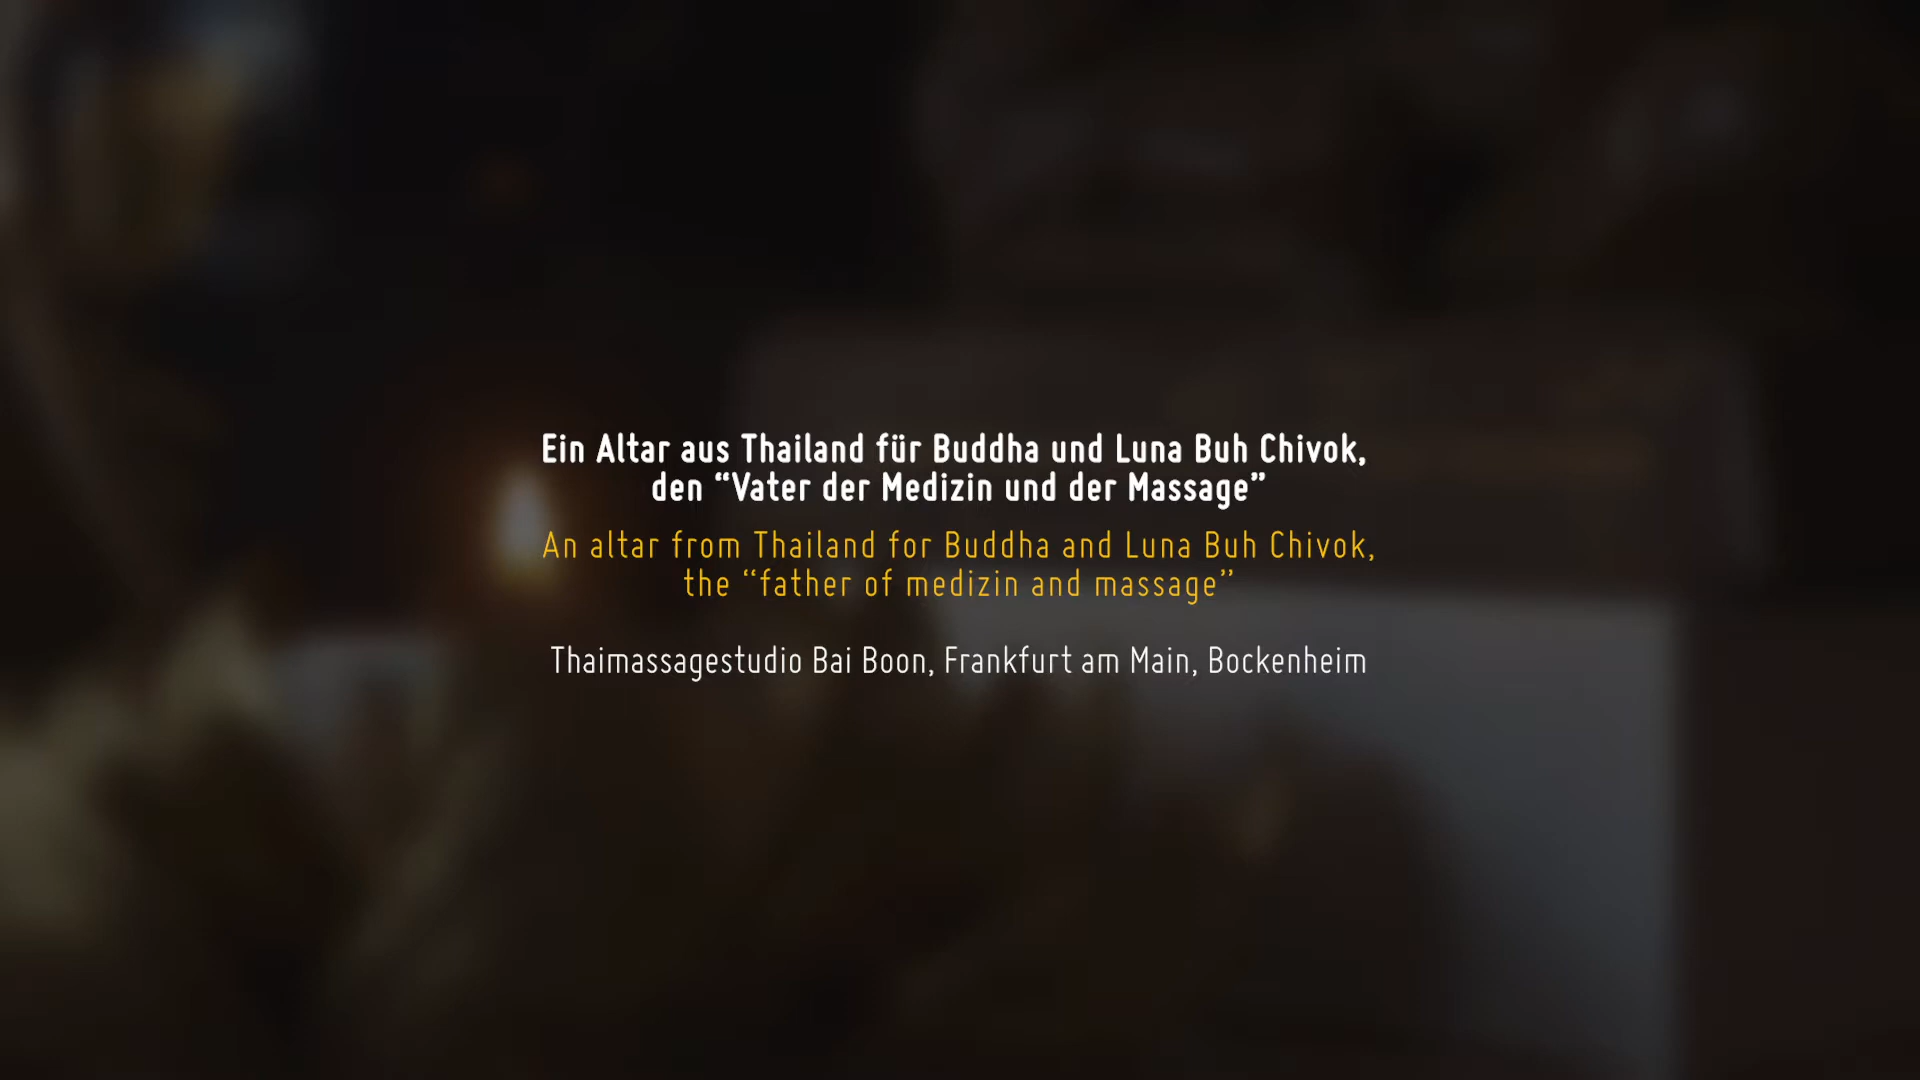 Ein Altar aus Thailand für Buddha und Luna Buh Chivok,
den “Vater der Medizin und der Massage”
An altar from Thailand for Buddha and Luna Buh Chivok,
the “father of medizin and massage”
Thaimassagestudio Bai Boon, Frankfurt am Main, Bockenheim